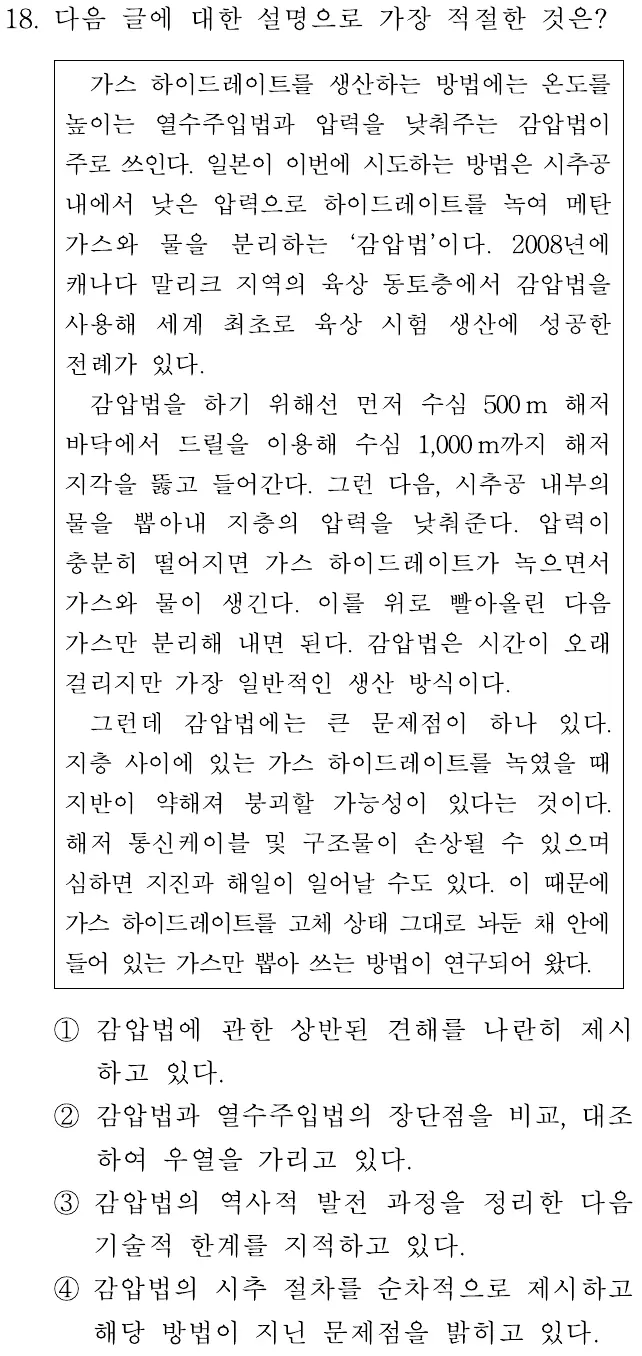 18. 다음 글에 대한 설명으로 가장 적절한 것은?
가스 하이드레이트를 생산하는 방법에는 온도를
높이는 열수주입법과 압력을 낮춰주는 감압법이
주로 쓰인다. 일본이 이번에 시도하는 방법은 시추공
내에서 낮은 압력으로 하이드레이트를 녹여 메탄
가스와 물을 분리하는 ‘감압법’이다. 2008년에
캐나다 말리크 지역의 육상 동토층에서 감압법을
사용해 세계 최초로 육상 시험 생산에 성공한
전례가 있다.
감압법을 하기 위해선 먼저 수심 500m 해저
바닥에서 드릴을 이용해 수심 1,000m까지 해저
지각을 뚫고 들어간다. 그런 다음, 시추공 내부의
물을 뽑아내 지층의 압력을 낮춰준다. 압력이
충분히 떨어지면 가스 하이드레이트가 녹으면서
가스와 물이 생긴다. 이를 위로 빨아올린 다음
가스만 분리해 내면 된다. 감압법은 시간이 오래
걸리지만 가장 일반적인 생산 방식이다.
그런데 감압법에는 큰 문제점이 하나 있다.
지층 사이에 있는 가스 하이드레이트를 녹였을 때
지반이 약해져 붕괴할 가능성이 있다는 것이다.
해저 통신케이블 및 구조물이 손상될 수 있으며
심하면 지진과 해일이 일어날 수도 있다. 이 때문에
가스 하이드레이트를 고체 상태 그대로 놔둔 채 안에
들어 있는 가스만 뽑아 쓰는 방법이 연구되어 왔다.
① 감압법에 관한 상반된 견해를 나란히 제시
하고 있다.
② 감압법과 열수주입법의 장단점을 비교, 대조
하여 우열을 가리고 있다.
③ 감압법의 역사적 발전 과정을 정리한 다음
기술적 한계를 지적하고 있다.
④ 감압법의 시추 절차를 순차적으로 제시하고
해당 방법이 지닌 문제점을 밝히고 있다.